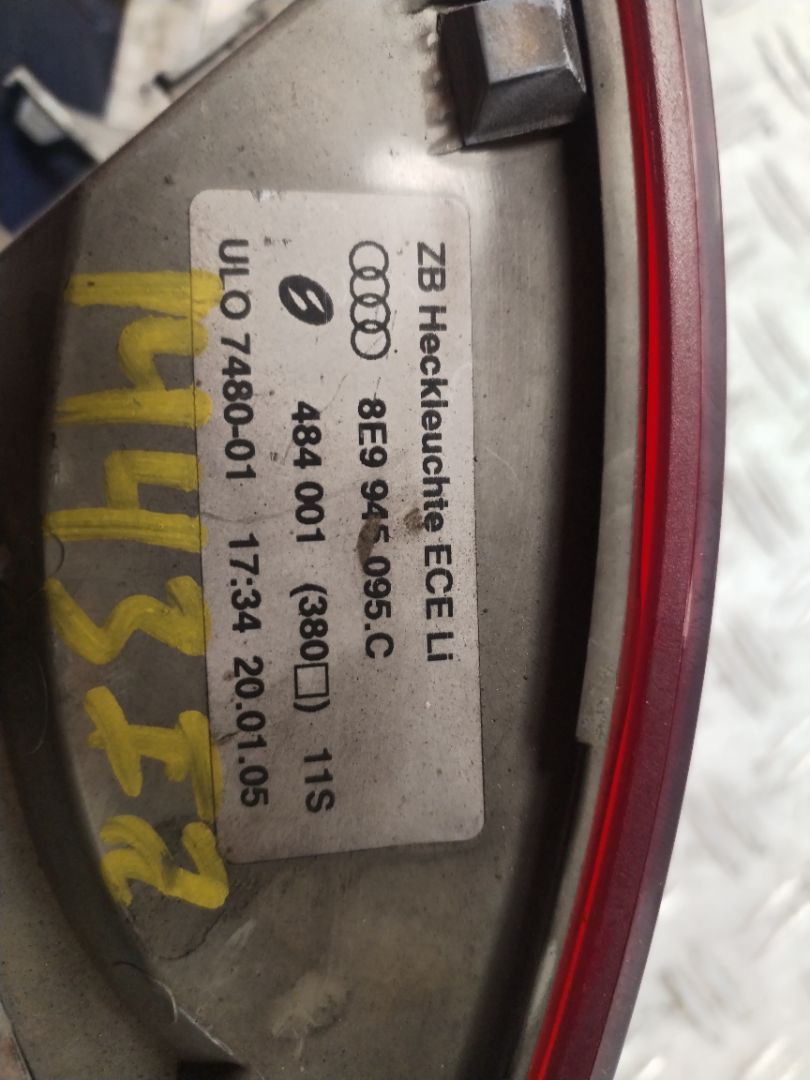 ZB Heckleuchte ECE Li
8E9 945 095.C
484 001 (380□) 11S
ULO 7480-01 17:34 20.01.05